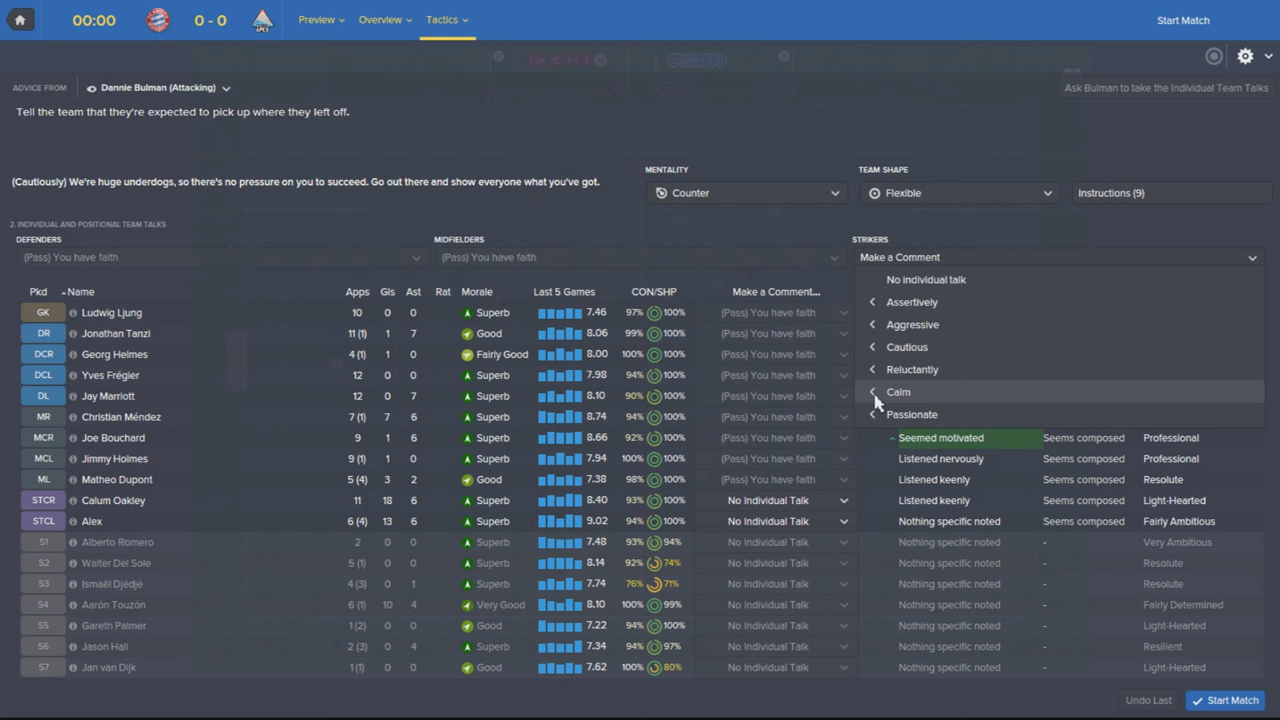 00:00 0 - 0 APEX Preview Overview Tactics Start Match
ADVICE FROM Dannie Bulman (Attacking) Ask Bulman to take the Individual Team Talks
Tell the team that they're expected to pick up where they left off.
MENTALITY TEAM SHAPE
(Cautiously) We're huge underdogs, so there's no pressure on you to succeed. Go out there and show everyone what you've got. Counter Flexible Instructions (9)
2. INDIVIDUAL AND POSITIONAL TEAM TALKS
DEFENDERS MIDFIELDERS STRIKERS
(Pass) You have faith (Pass) You have faith Make a Comment
No individual talk
Pkd Name Apps Gls Ast Rat Morale Last 5 Games CON/SHP Make a Comment...
Assertively
GK Ludwig Ljung 10 0 0 Superb 7.46 97% 100% (Pass) You have faith
Aggressive
DR Jonathan Tanzi 11 (1) 1 7 Good 8.06 99% 100% (Pass) You have faith
Cautious
DCR Georg Helmes 4 (1) 1 0 Fairly Good 8.00 100% 100% (Pass) You have faith
Reluctantly
DCL Yves Frégier 12 0 0 Superb 7.98 94% 100% (Pass) You have faith
Calm
DL Jay Marriott 12 0 7 Superb 8.10 90% 100% (Pass) You have faith
Passionate
MR Christian Méndez 7 (1) 7 6 Superb 8.74 94% 100% (Pass) You have faith
MCR Joe Bouchard 9 1 6 Superb 8.66 92% 100% (Pass) You have faith Seemed motivated Seems composed Professional
MCL Jimmy Holmes 9 (1) 1 0 Superb 7.94 100% 100% (Pass) You have faith Listened nervously Seems composed Professional
ML Matheo Dupont 5 (4) 3 2 Good 7.38 98% 100% (Pass) You have faith Listened keenly Seems composed Resolute
STCR Calum Oakley 11 18 6 Superb 8.40 93% 100% No Individual Talk Listened keenly Seems composed Light-Hearted
STCL Alex 6 (4) 13 6 Superb 9.02 94% 100% No Individual Talk Nothing specific noted Seems composed Fairly Ambitious
S1 Alberto Romero 2 0 0 Superb 7.48 93% 94% No Individual Talk Nothing specific noted - Very Ambitious
S2 Walter Del Sole 5 (1) 0 0 Superb 8.14 92% 74% No Individual Talk Nothing specific noted - Resolute
S3 Ismaël Djédjé 4 (3) 0 1 Superb 7.74 76% 71% No Individual Talk Nothing specific noted - Resolute
S4 Aarón Touzón 6 (1) 10 4 Very Good 8.10 100% 99% No Individual Talk Nothing specific noted - Fairly Determined
S5 Gareth Palmer 1 (2) 0 0 Good 7.22 94% 100% No Individual Talk Nothing specific noted - Light-Hearted
S6 Jason Hall 2 (3) 0 4 Superb 7.34 94% 97% No Individual Talk Nothing specific noted - Resilient
S7 Jan van Dijk 1 (1) 0 0 Good 7.62 100% 80% No Individual Talk Nothing specific noted - Light-Hearted
Undo Last Start Match